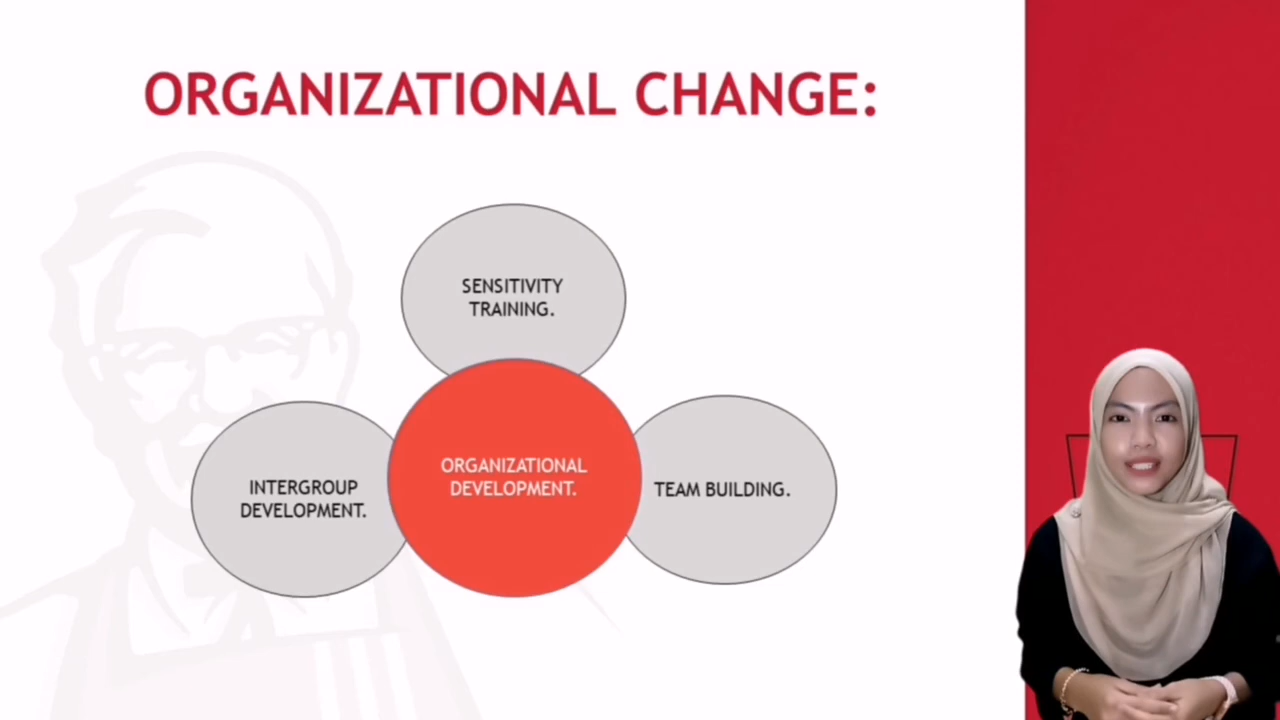 ORGANIZATIONAL CHANGE:
SENSITIVITY
TRAINING.
INTERGROUP
DEVELOPMENT.
ORGANIZATIONAL
DEVELOPMENT.
TEAM BUILDING.